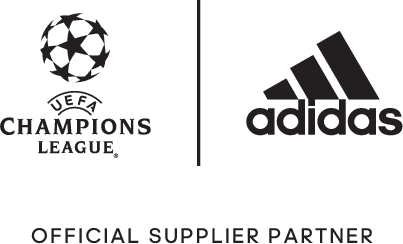 UEFA
CHAMPIONS
LEAGUE®
adidas
OFFICIAL SUPPLIER PARTNER